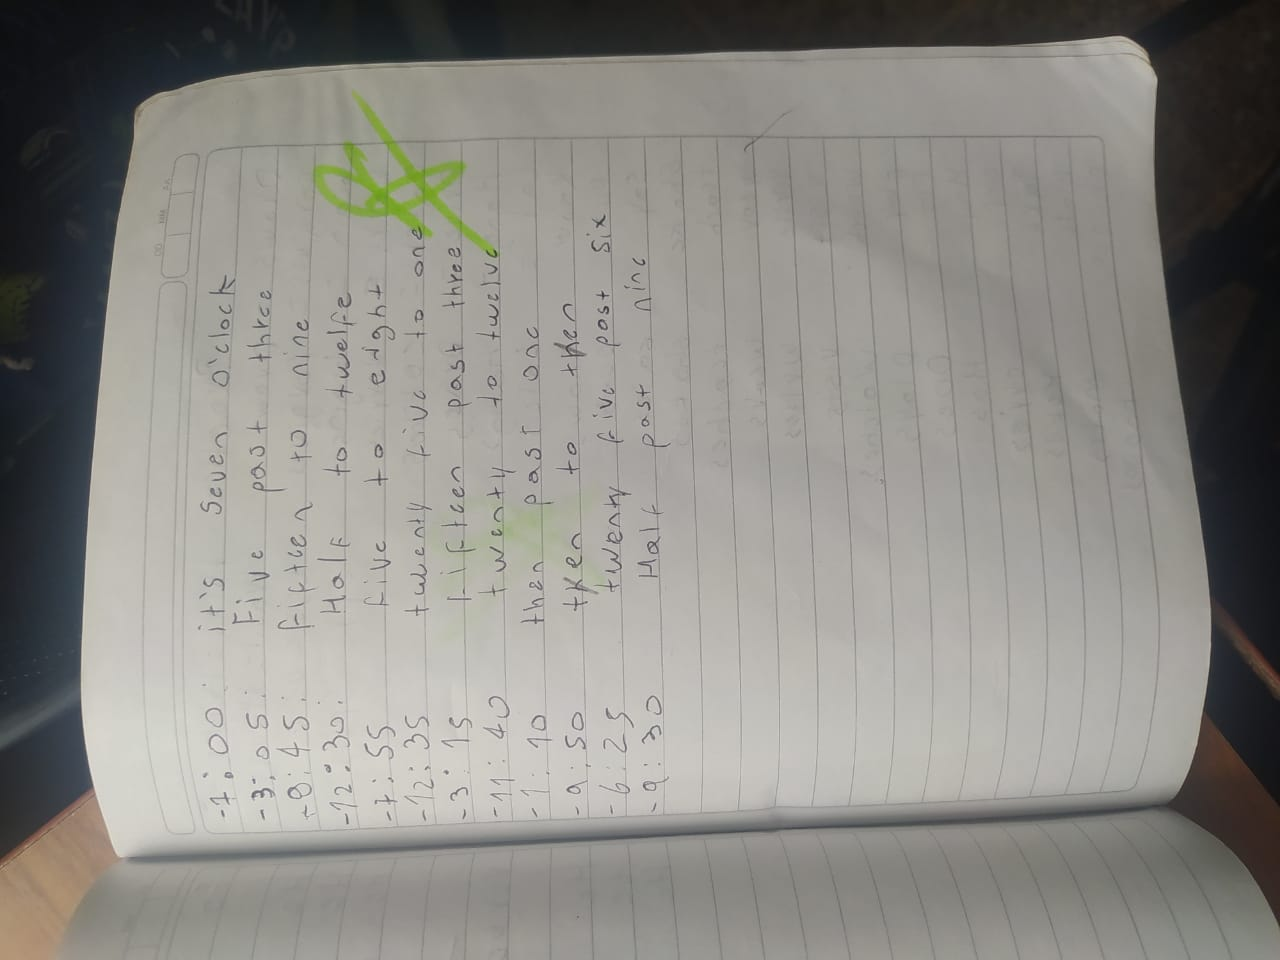 -7:00: it's seven o'clock
-3:05: Five past three
-8:45: fifteen to nine
-12:30: Half to twelfe
-7:55 five to eight
-12:35 twenty five to one
-3:15 fifteen past three
-11:40 twenty to twelve
-1:10 then past one
-9:50 then to then
-6:25 twenty five past six
-9:30 Half past nine